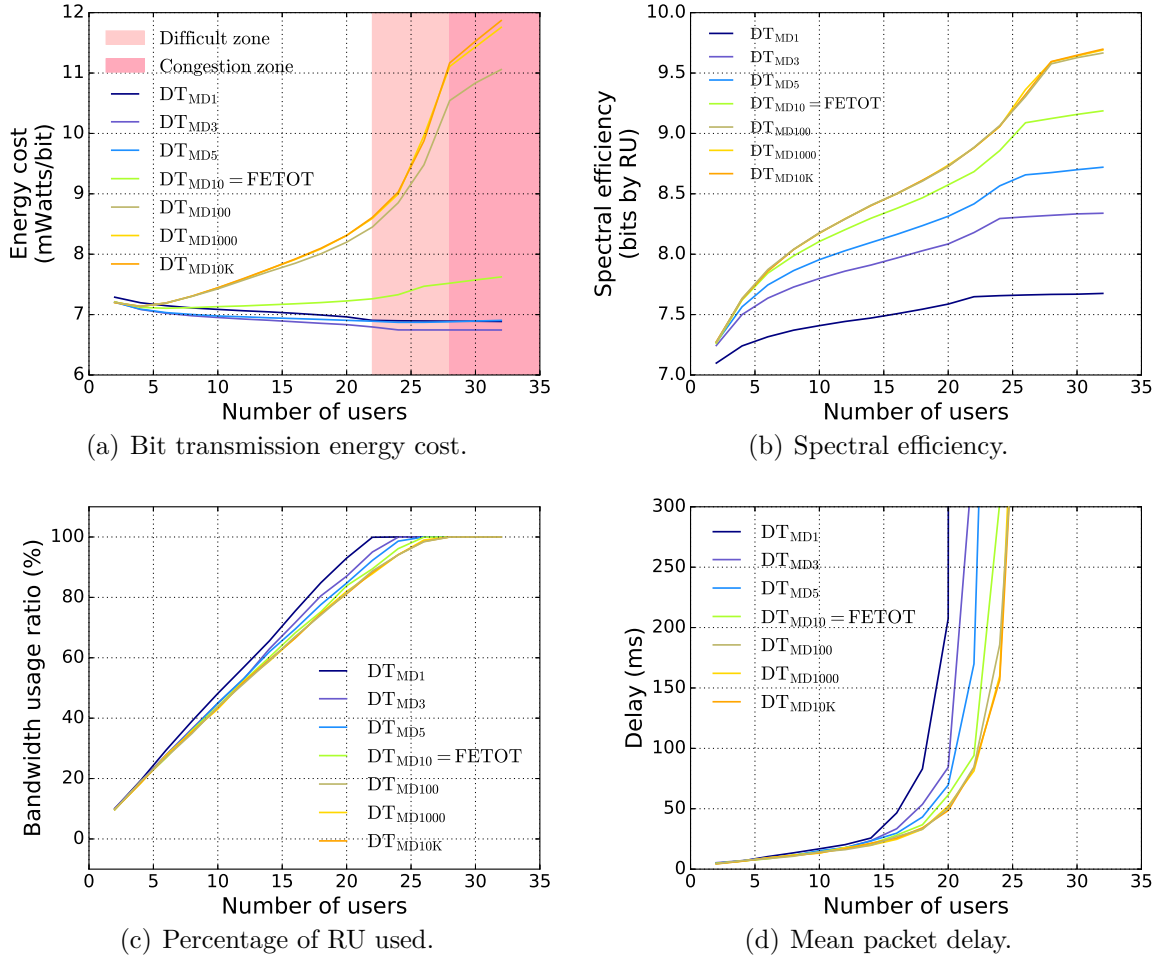 12
11
10
9
8
7
6
Energy cost
(mWatts/bit)
Difficult zone
Congestion zone
DT_MD1
DT_MD3
DT_MD5
DT_MD10 = FETOT
DT_MD100
DT_MD1000
DT_MD10K
0 5 10 15 20 25 30 35
Number of users
(a) Bit transmission energy cost.
10.0
9.5
9.0
8.5
8.0
7.5
7.0
Spectral efficiency
(bits by RU)
DT_MD1
DT_MD3
DT_MD5
DT_MD10 = FETOT
DT_MD100
DT_MD1000
DT_MD10K
0 5 10 15 20 25 30 35
Number of users
(b) Spectral efficiency.
100
80
60
40
20
0
Bandwidth usage ratio (%)
DT_MD1
DT_MD3
DT_MD5
DT_MD10 = FETOT
DT_MD100
DT_MD1000
DT_MD10K
0 5 10 15 20 25 30 35
Number of users
(c) Percentage of RU used.
300
250
200
150
100
50
0
Delay (ms)
DT_MD1
DT_MD3
DT_MD5
DT_MD10 = FETOT
DT_MD100
DT_MD1000
DT_MD10K
0 5 10 15 20 25 30 35
Number of users
(d) Mean packet delay.